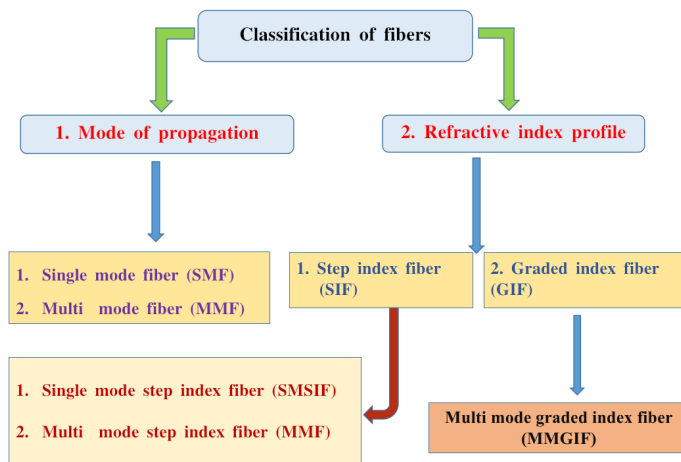 Classification of fibers
1. Mode of propagation
2. Refractive index profile
1. Single mode fiber (SMF)
2. Multi mode fiber (MMF)
1. Step index fiber
(SIF)
2. Graded index fiber
(GIF)
1. Single mode step index fiber (SMSIF)
2. Multi mode step index fiber (MMF)
Multi mode graded index fiber
(MMGIF)